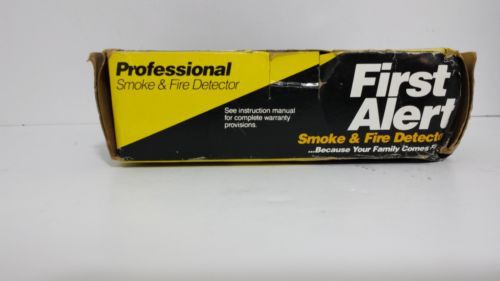 Professional
Smoke & Fire Detector
See instruction manual
for complete warranty
provisions.
First
Alert
Smoke & Fire Detecto
...Because Your Family Comes